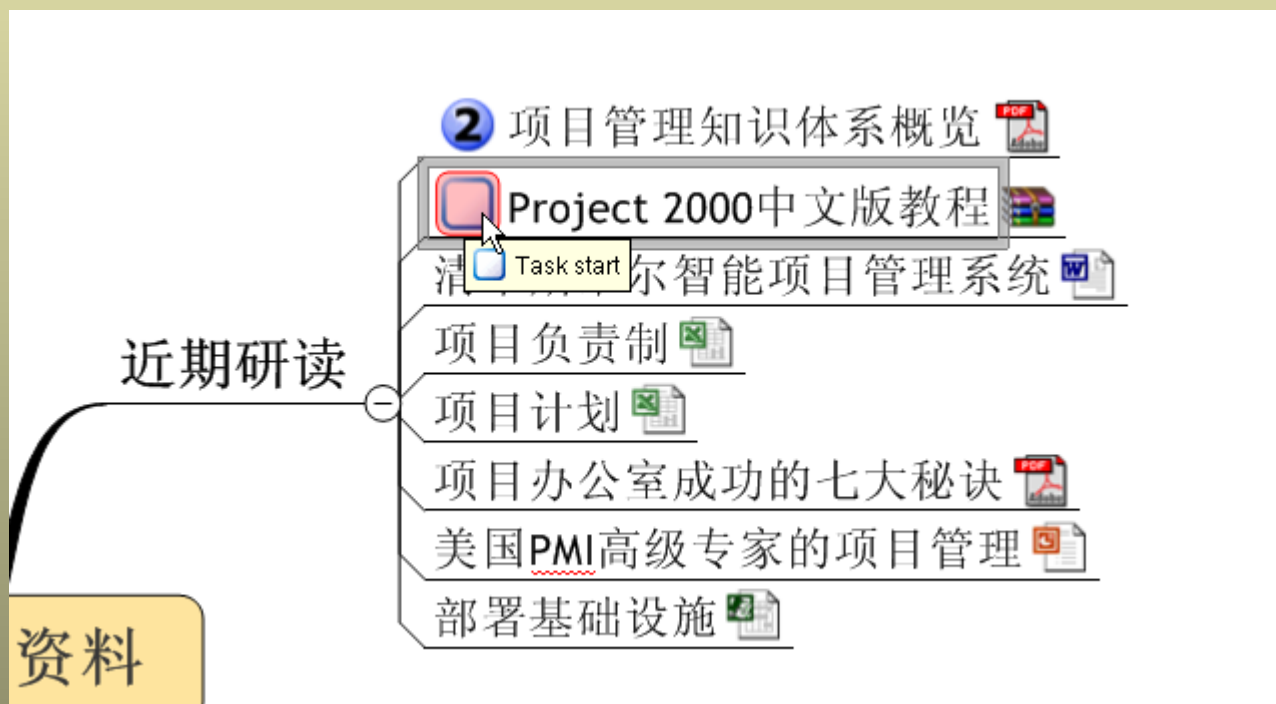 2 项目管理知识体系概览 PDF Adobe
Project 2000中文版教程
Task start
清 尔智能项目管理系统 W
项目负责制
近期研读
项目计划
项目办公室成功的七大秘诀 PDF Adobe
美国PMI高级专家的项目管理
部署基础设施
资料